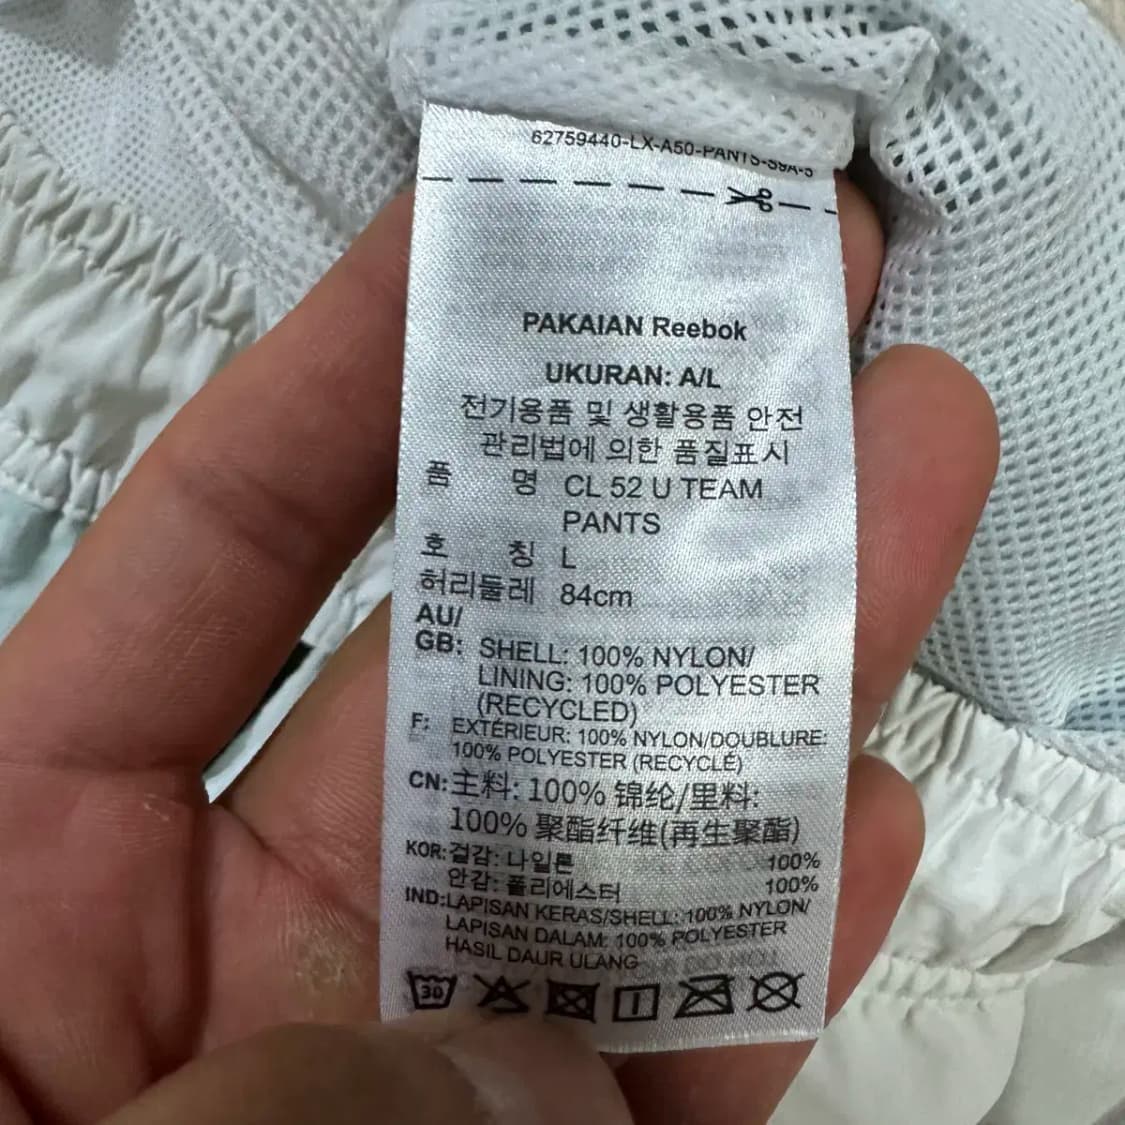 62759440-LX-A50-PANTS-S9A-5
PAKAIAN Reebok
UKURAN: A/L
전기용품 및 생활용품 안전
관리법에 의한 품질표시
품 명 CL 52 U TEAM
PANTS
호 칭 L
허리둘레 84cm
AU/
GB: SHELL: 100% NYLON/
LINING: 100% POLYESTER
(RECYCLED)
F: EXTÉRIEUR: 100% NYLON/DOUBLURE:
100% POLYESTER (RECYCLÉ)
CN: 主料: 100% 锦纶/里料:
100% 聚酯纤维(再生聚酯)
KOR: 겉감: 나일론 100%
안감: 폴리에스터 100%
IND: LAPISAN KERAS/SHELL: 100% NYLON/
LAPISAN DALAM: 100% POLYESTER
HASIL DAUR ULANG
30